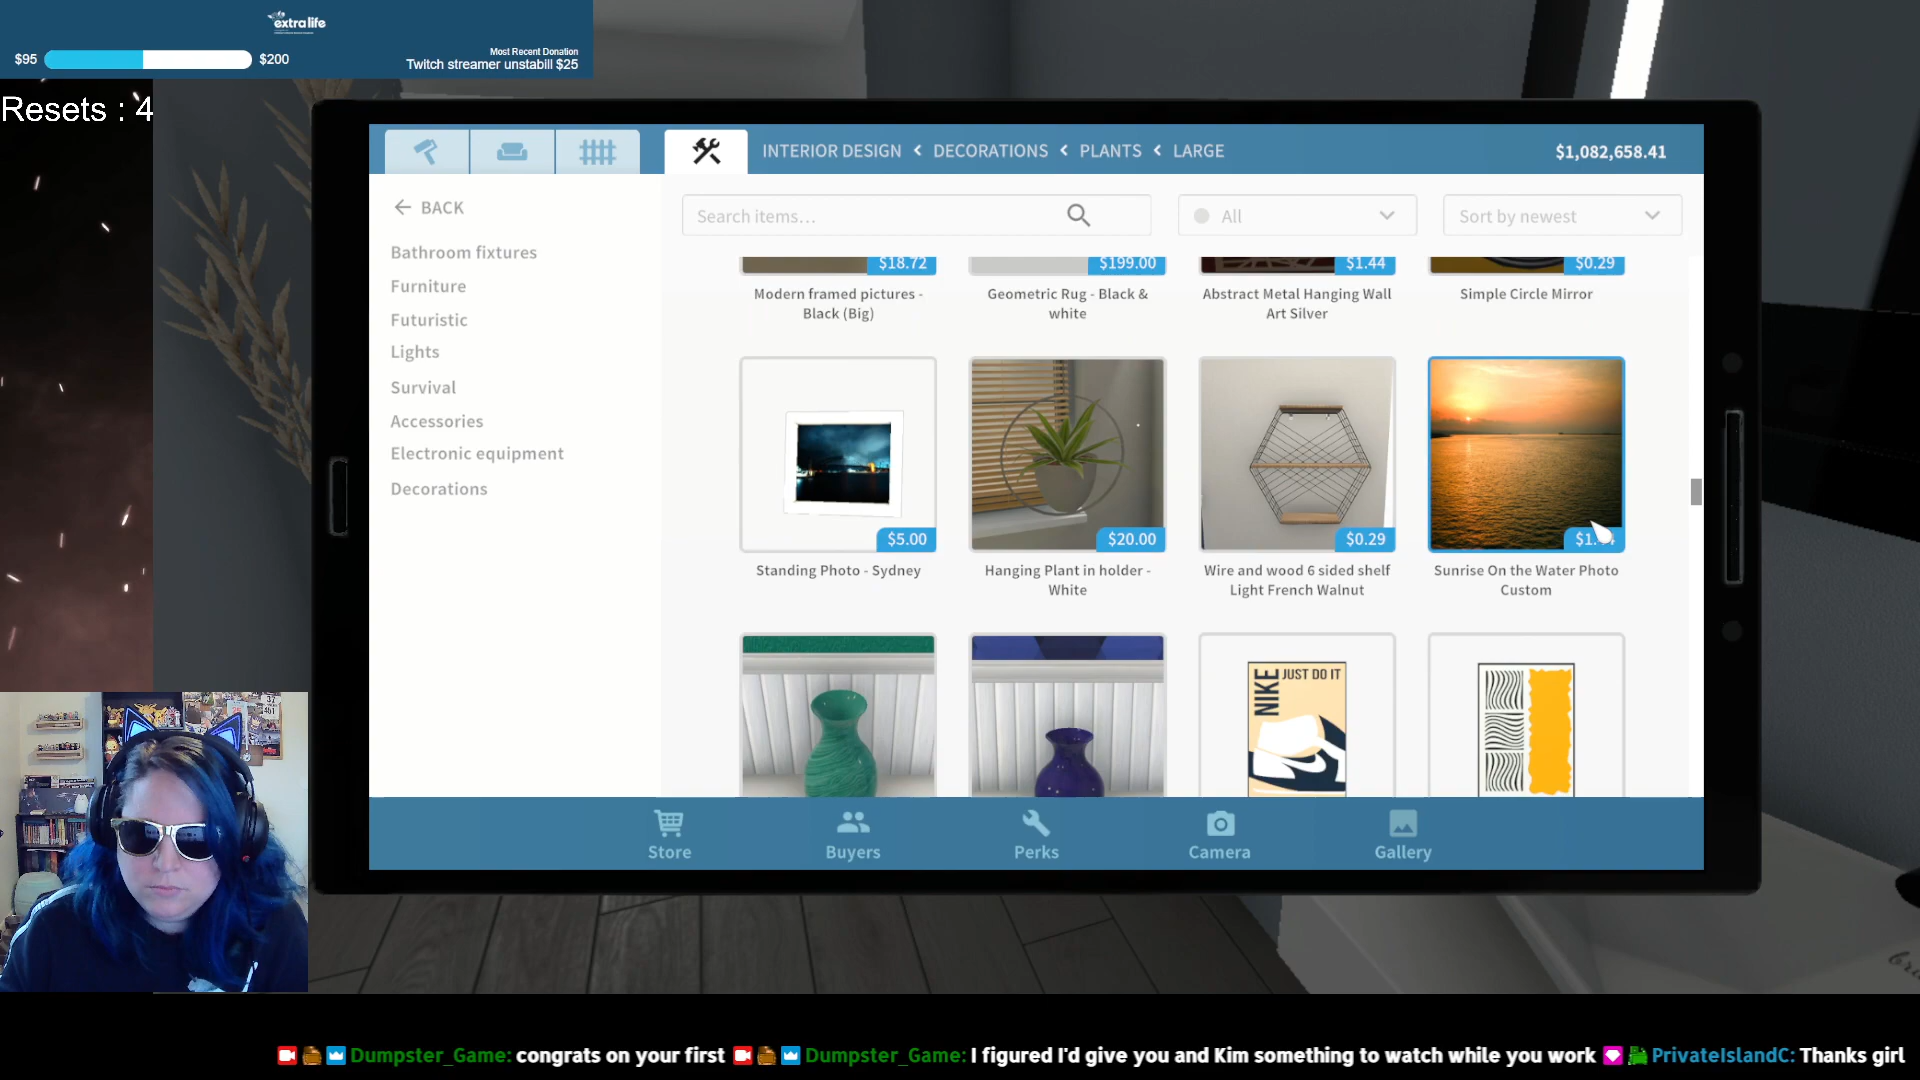 extralife
$95
$200
Most Recent Donation
Twitch streamer unstabill $25
Resets : 4
INTERIOR DESIGN < DECORATIONS < PLANTS < LARGE
$1,082,658.41
BACK
Search items...
All
Sort by newest
Bathroom fixtures
Furniture
Futuristic
Lights
Survival
Accessories
Electronic equipment
Decorations
$18.72
$199.00
$1.44
$0.29
Modern framed pictures -
Black (Big)
Geometric Rug - Black &
white
Abstract Metal Hanging Wall
Art Silver
Simple Circle Mirror
$5.00
$20.00
$0.29
Standing Photo - Sydney
Hanging Plant in holder -
White
Wire and wood 6 sided shelf
Light French Walnut
Sunrise On the Water Photo
Custom
NIKE
JUST DO IT
Store
Buyers
Perks
Camera
Gallery
Dumpster_Game: congrats on your first Dumpster_Game: I figured I'd give you and Kim something to watch while you work PrivateIslandC: Thanks girl